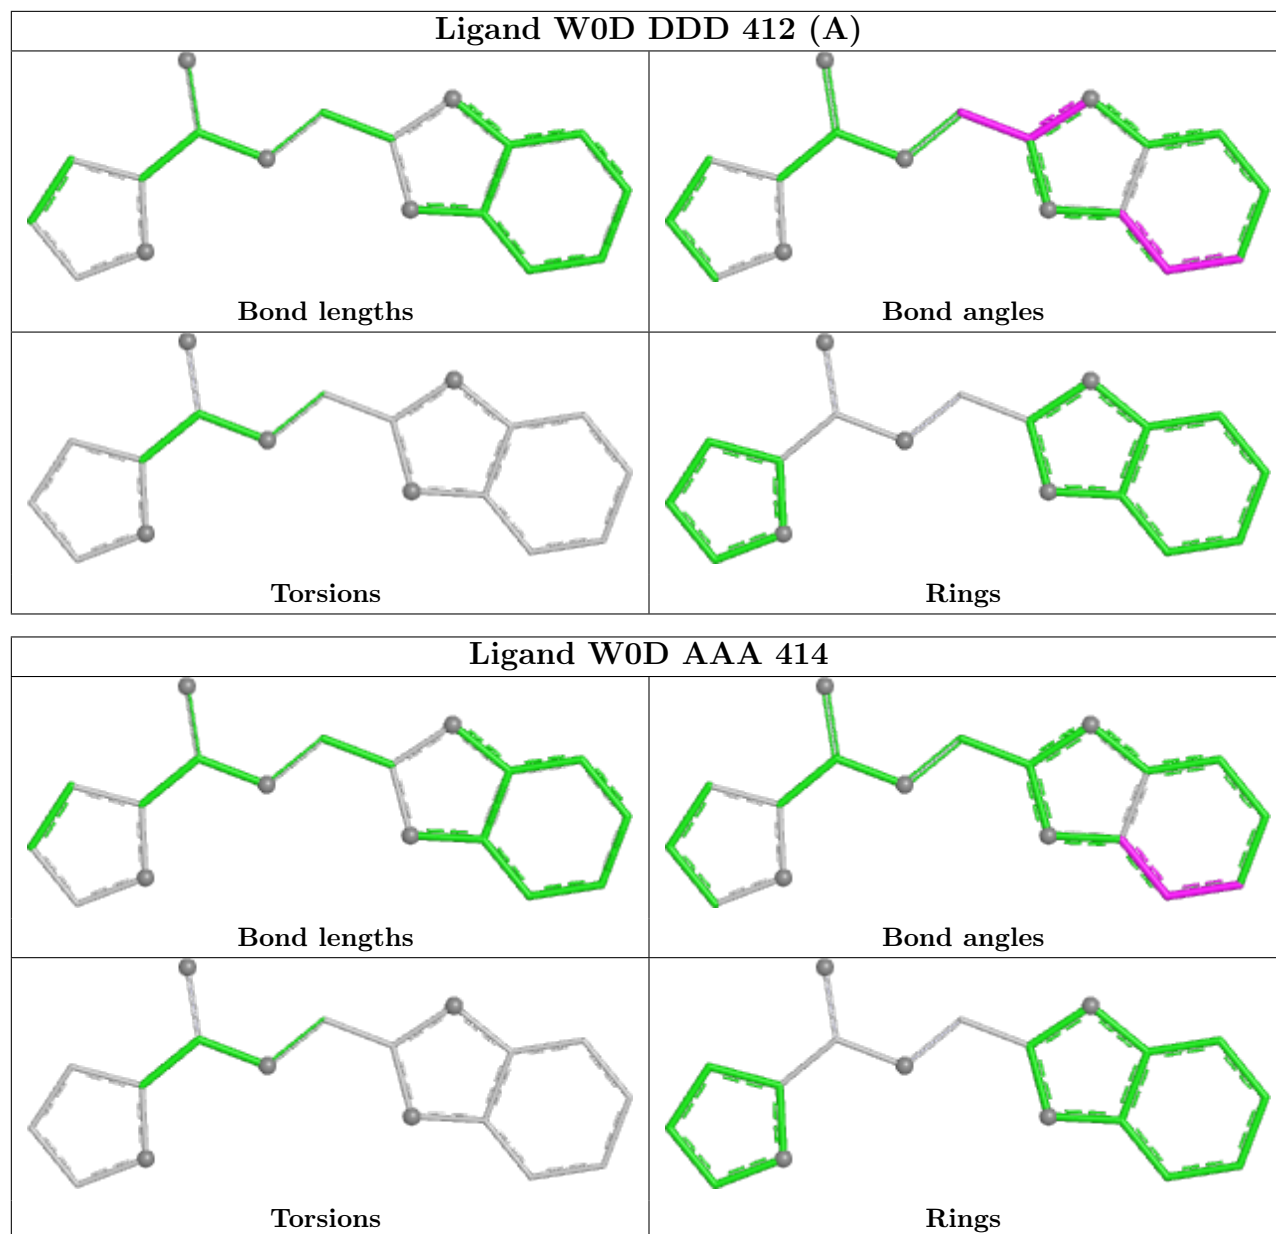 Ligand W0D DDD 412 (A)
Bond lengths
Bond angles
Torsions
Rings
Ligand W0D AAA 414
Bond lengths
Bond angles
Torsions
Rings